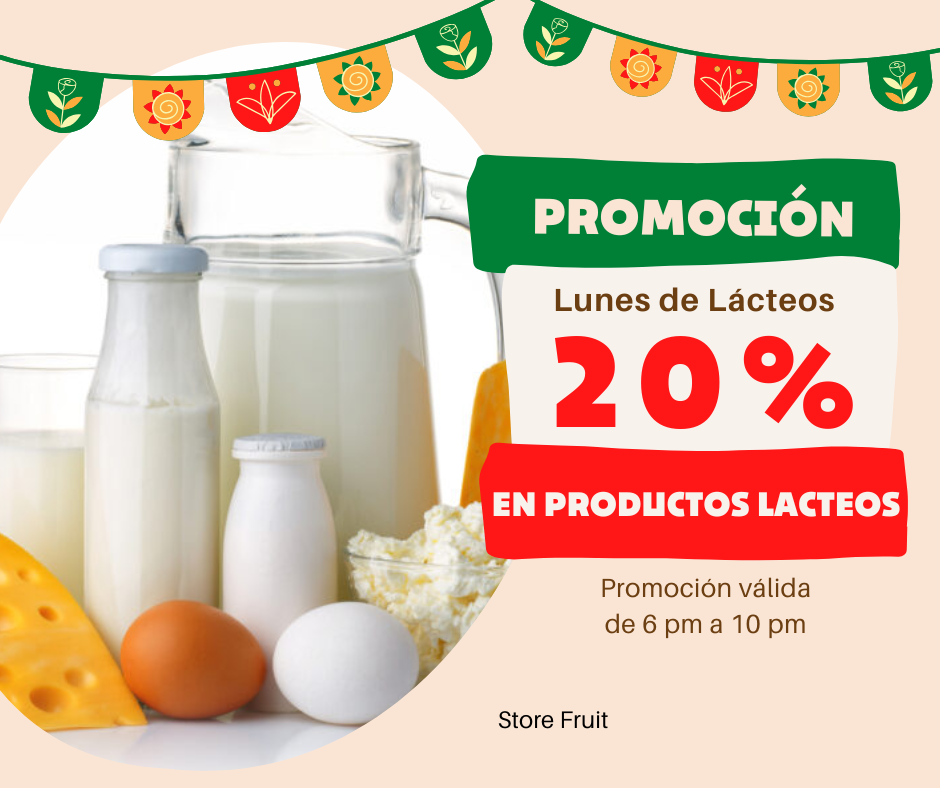 PROMOCIÓN
Lunes de Lácteos
20%
EN PRODUCTOS LACTEOS
Promoción válida
de 6 pm a 10 pm
Store Fruit